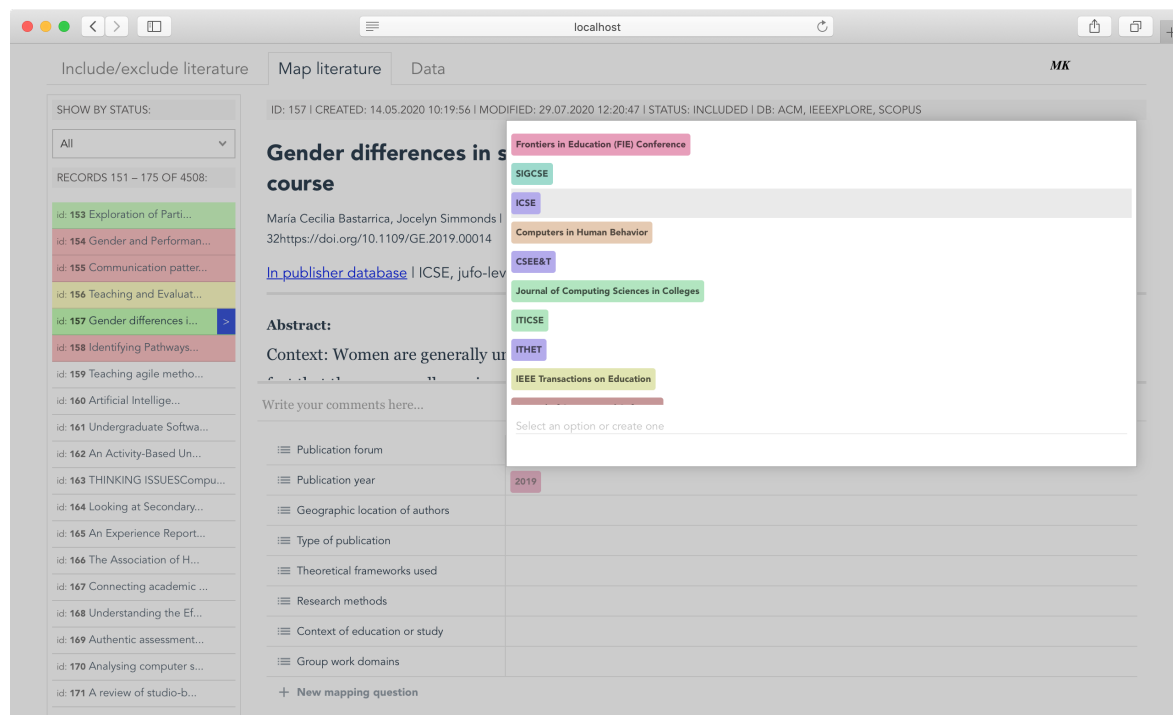 localhost
Include/exclude literature
Map literature
Data
MK
SHOW BY STATUS:
All
RECORDS 151 – 175 OF 4508:
id: 153 Exploration of Parti...
id: 154 Gender and Performan...
id: 155 Communication patter...
id: 156 Teaching and Evaluat...
id: 157 Gender differences i... >
id: 158 Identifying Pathways...
id: 159 Teaching agile metho...
id: 160 Artificial Intellige...
id: 161 Undergraduate Softwa...
id: 162 An Activity-Based Un...
id: 163 THINKING ISSUESCompu...
id: 164 Looking at Secondary...
id: 165 An Experience Report...
id: 166 The Association of H...
id: 167 Connecting academic ...
id: 168 Understanding the Ef...
id: 169 Authentic assessment...
id: 170 Analysing computer s...
id: 171 A review of studio-b...
ID: 157 | CREATED: 14.05.2020 10:19:56 | MODIFIED: 29.07.2020 12:20:47 | STATUS: INCLUDED | DB: ACM, IEEEXPLORE, SCOPUS
Gender differences in s
course
María Cecilia Bastarrica, Jocelyn Simmonds |
32https://doi.org/10.1109/GE.2019.00014
In publisher database | ICSE, jufo-lev
Abstract:
Context: Women are generally ur
Write your comments here...
Frontiers in Education (FIE) Conference
SIGCSE
ICSE
Computers in Human Behavior
CSEE&T
Journal of Computing Sciences in Colleges
ITICSE
ITHET
IEEE Transactions on Education
Select an option or create one
Publication forum
Publication year
2019
Geographic location of authors
Type of publication
Theoretical frameworks used
Research methods
Context of education or study
Group work domains
+ New mapping question